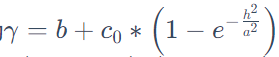 γ = b + c₀ * (1 − e^(−h²/a²))